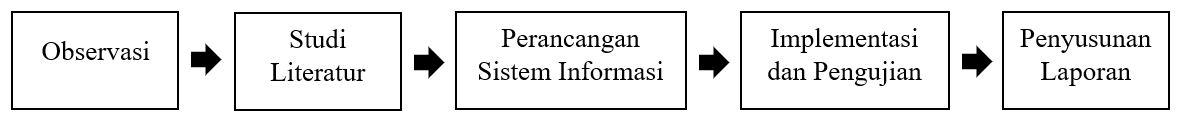 Observasi
Studi
Literatur
Perancangan
Sistem Informasi
Implementasi
dan Pengujian
Penyusunan
Laporan